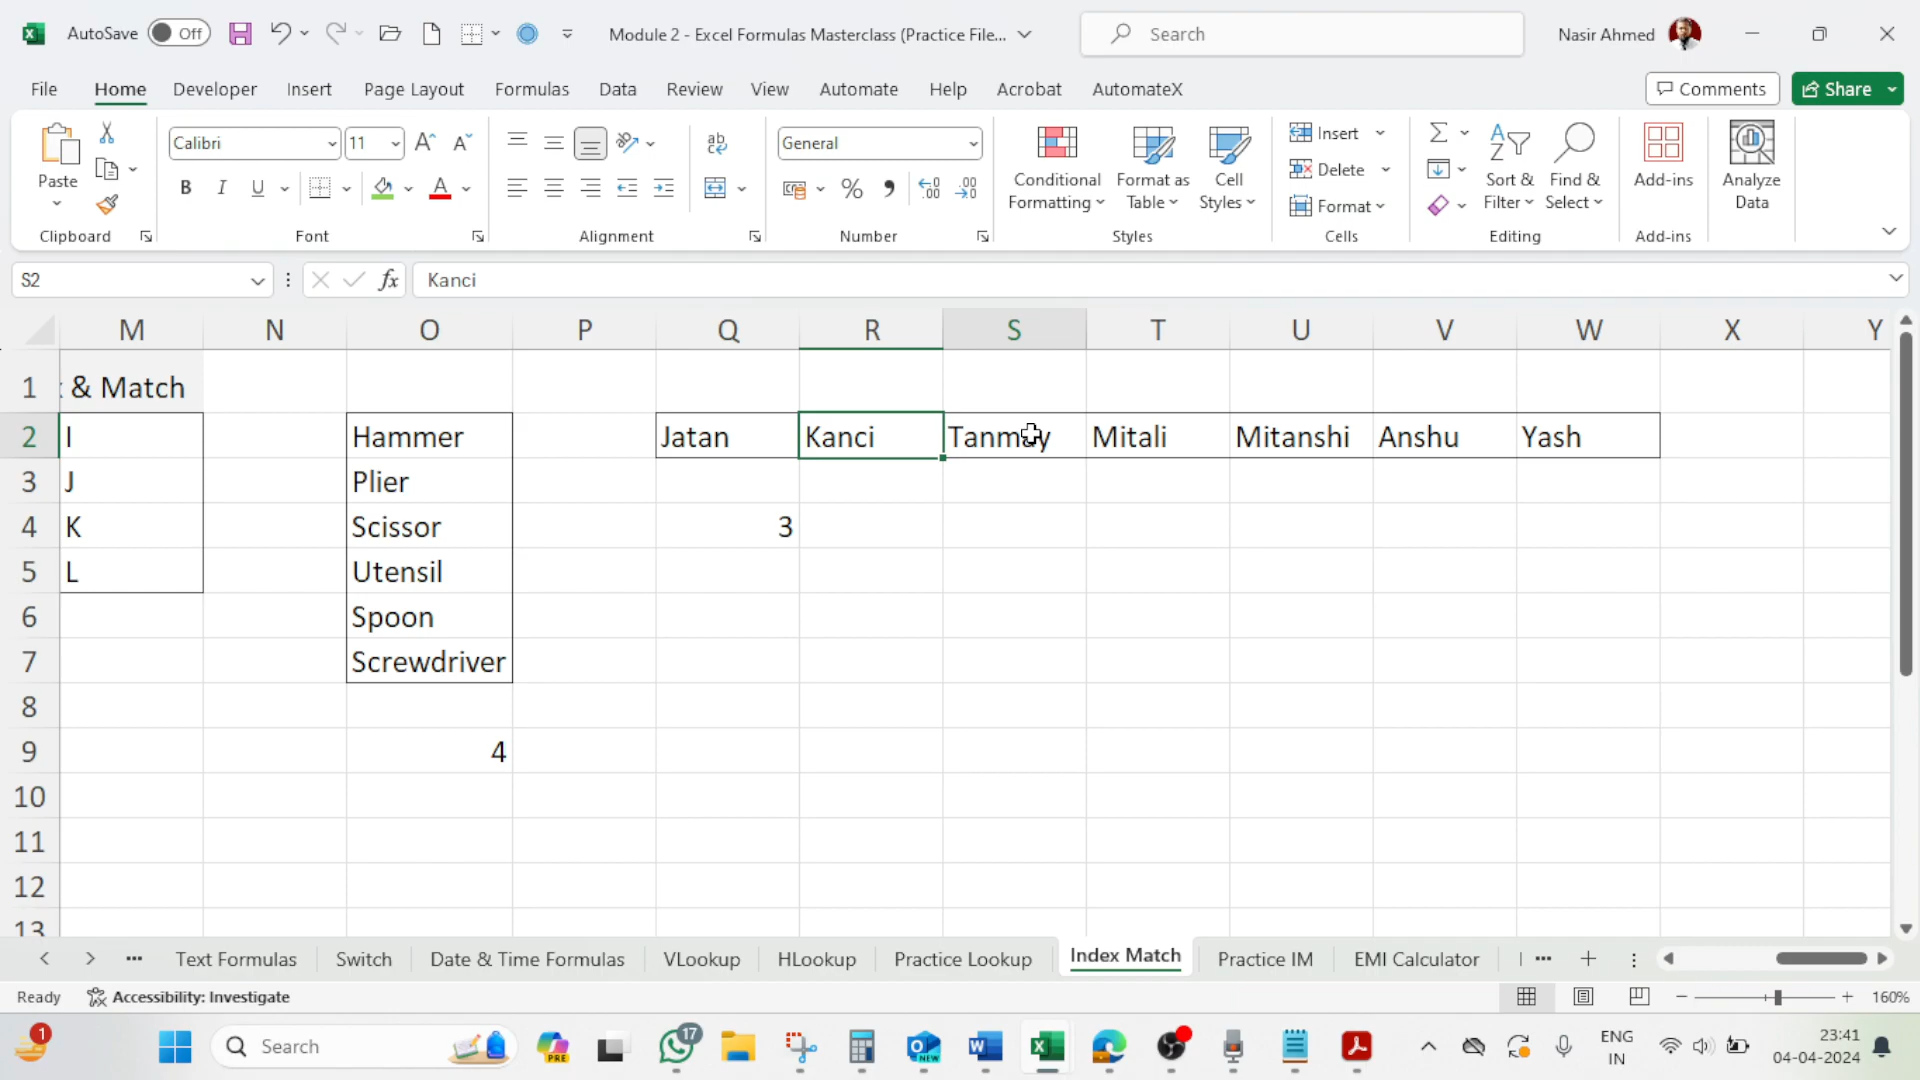 AutoSave Off Module 2 - Excel Formulas Masterclass (Practice File... Search Nasir Ahmed
File Home Developer Insert Page Layout Formulas Data Review View Automate Help Acrobat AutomateX Comments Share
Paste Calibri 11 General Conditional Formatting Format as Table Cell Styles Insert Delete Format Sort & Filter Find & Select Add-ins Analyze Data
Clipboard Font Alignment Number Styles Cells Editing Add-ins
S2 fx Kanci
M N O P Q R S T U V W X Y
1 & Match
2 I Hammer Jatan Kanci Mitali Mitanshi Anshu Yash
3 J Plier
4 K Scissor 3
5 L Utensil
6 Spoon
7 Screwdriver
8
9 4
10
11
12
13
Text Formulas Switch Date & Time Formulas VLookup HLookup Practice Lookup Index Match Practice IM EMI Calculator
Ready Accessibility: Investigate 160%
1 Search PRE 17 NEW ENG IN 23:41 04-04-2024